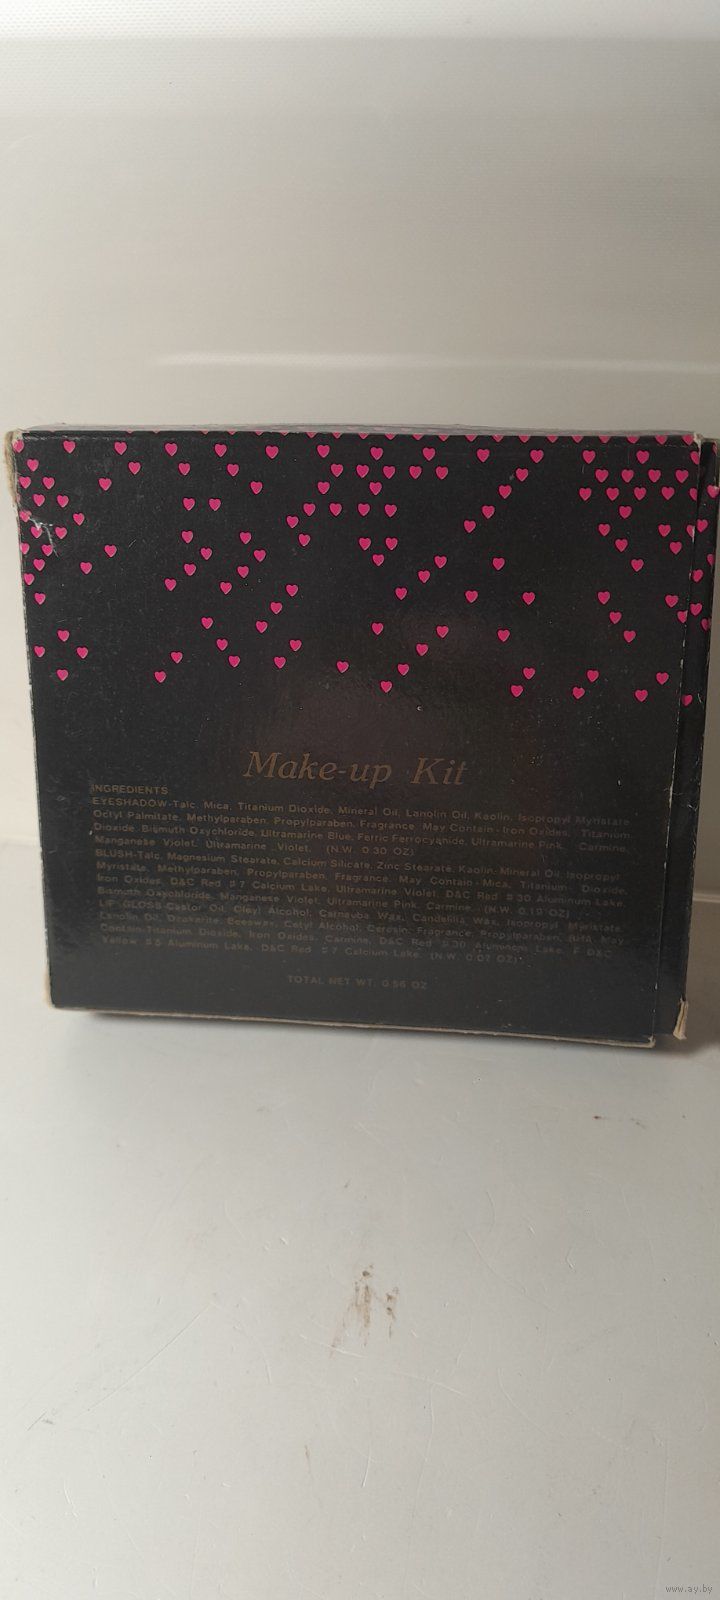 Make-up Kit
INGREDIENTS
EYESHADOW-Talc, Mica, Titanium Dioxide, Mineral Oil, Lanolin Oil, Kaolin, Isoptopyl Myristate,
Octyl Palmitate, Methylparaben, Propylparaben, Fragrance. May Contain-Iron Oxides, Titanium
Dioxide, Bismuth Oxychloride, Ultramarine Blue, Ferric Ferrocyanide, Ultramarine Pink, Carmine,
Manganese Violet, Ultramarine Violet. (N.W. 0.30 OZ)
BLUSH-Talc, Magnesium Stearate, Calcium Silicate, Zinc Stearate, Kaolin, Mineral Oil, Isopropyl
Myristate, Methylparaben, Propylparaben, Fragrance. May Contain-Mica, Titanium Dioxide,
Iron Oxides, D&C Red #7 Calcium Lake, Ultramarine Violet, D&C Red #30 Aluminum Lake,
Bismuth Oxychloride, Manganese Violet, Ultramarine Pink, Carmine. (N.W. 0.19 OZ)
LIP GLOSS-Castor Oil, Oleyl Alcohol, Carnauba Wax, Candelilla Wax, Isopropyl Myristate,
Lanolin Oil, Ozokerite, Beeswax, Cetyl Alcohol, Ceresin, Fragrance, Propylparaben, BHA. May
Contain-Titanium Dioxide, Iron Oxides, Carmine, D&C Red #30 Aluminum Lake, F D&C
Yellow #5 Aluminum Lake, D&C Red #7 Calcium Lake. (N.W. 0.07 OZ)
TOTAL NET WT. 0.56 OZ
www.ay.by